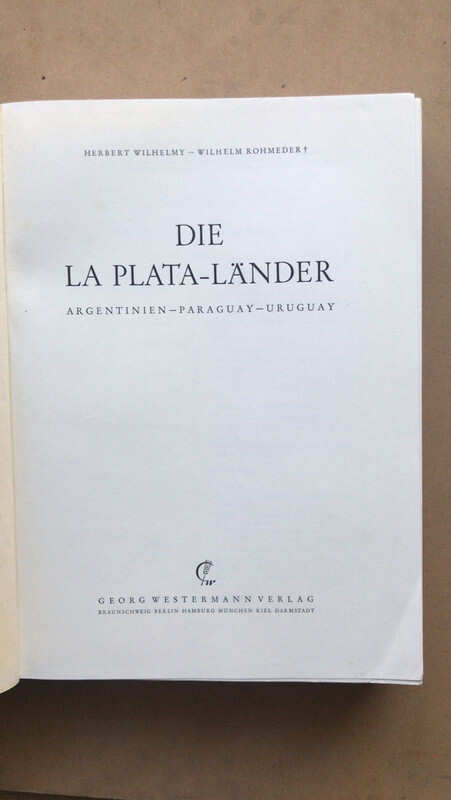 HERBERT WILHELMY – WILHELM ROHMEDER †
DIE
LA PLATA-LÄNDER
ARGENTINIEN–PARAGUAY–URUGUAY
GW
GEORG WESTERMANN VERLAG
BRAUNSCHWEIG BERLIN HAMBURG MÜNCHEN KIEL DARMSTADT